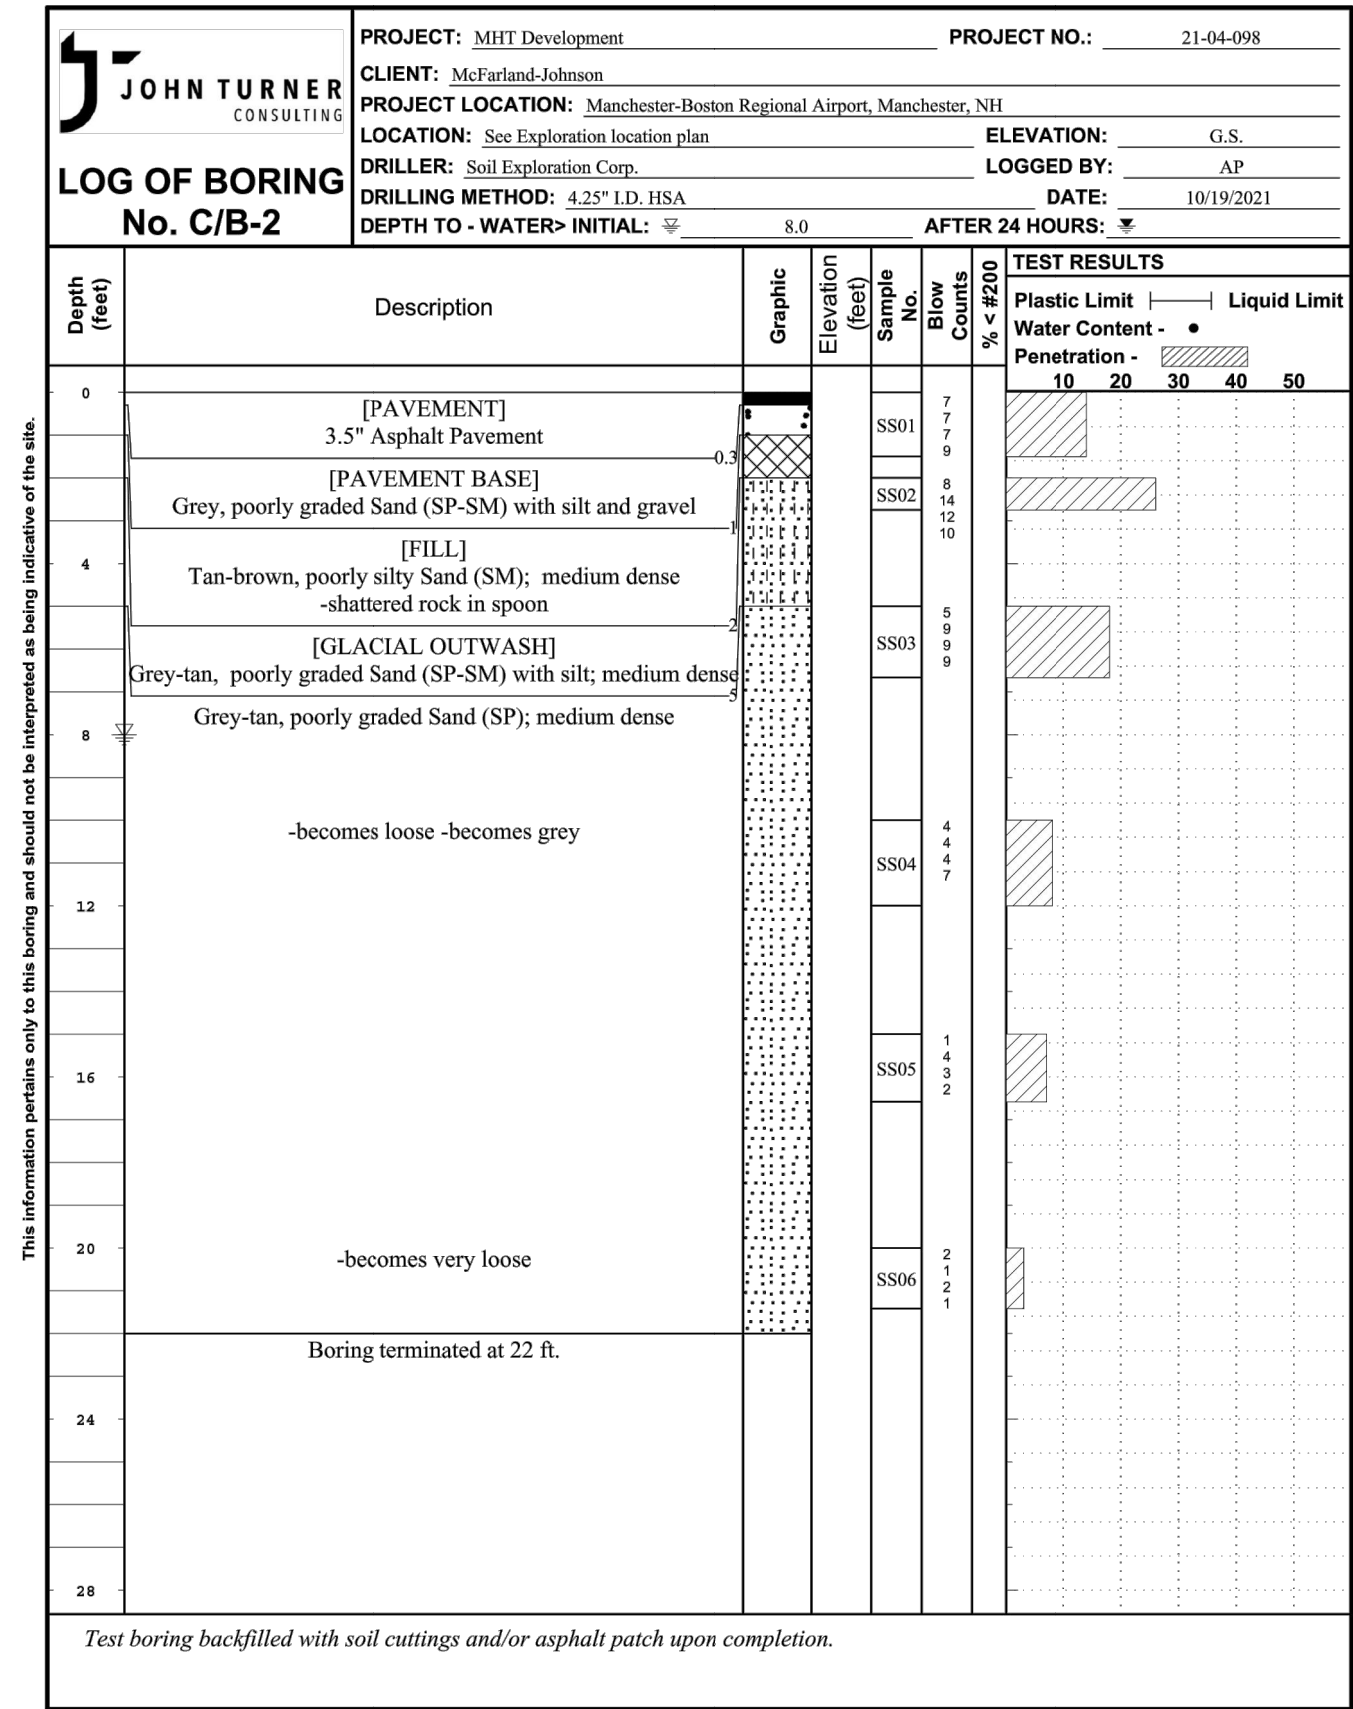 JOHN TURNER
CONSULTING
LOG OF BORING
No. C/B-2
PROJECT: MHT Development PROJECT NO.: 21-04-098
CLIENT: McFarland-Johnson
PROJECT LOCATION: Manchester-Boston Regional Airport, Manchester, NH
LOCATION: See Exploration location plan ELEVATION: G.S.
DRILLER: Soil Exploration Corp. LOGGED BY: AP
DRILLING METHOD: 4.25" I.D. HSA DATE: 10/19/2021
DEPTH TO - WATER> INITIAL: 8.0 AFTER 24 HOURS:
Depth
(feet)
Description
Graphic
Elevation
(feet)
Sample
No.
Blow
Counts
% < #200
TEST RESULTS
Plastic Limit Liquid Limit
Water Content -
Penetration -
10 20 30 40 50
0
[PAVEMENT]
3.5" Asphalt Pavement
0.3
SS01
7
7
7
9
[PAVEMENT BASE]
Grey, poorly graded Sand (SP-SM) with silt and gravel
1
SS02
8
14
12
10
[FILL]
4
Tan-brown, poorly silty Sand (SM); medium dense
-shattered rock in spoon
2
[GLACIAL OUTWASH]
Grey-tan, poorly graded Sand (SP-SM) with silt; medium dense
5
SS03
5
9
9
9
Grey-tan, poorly graded Sand (SP); medium dense
8
-becomes loose -becomes grey
SS04
4
4
4
7
12
SS05
1
4
3
2
16
20
-becomes very loose
SS06
2
1
2
1
Boring terminated at 22 ft.
24
28
Test boring backfilled with soil cuttings and/or asphalt patch upon completion.
This information pertains only to this boring and should not be interpreted as being indicative of the site.